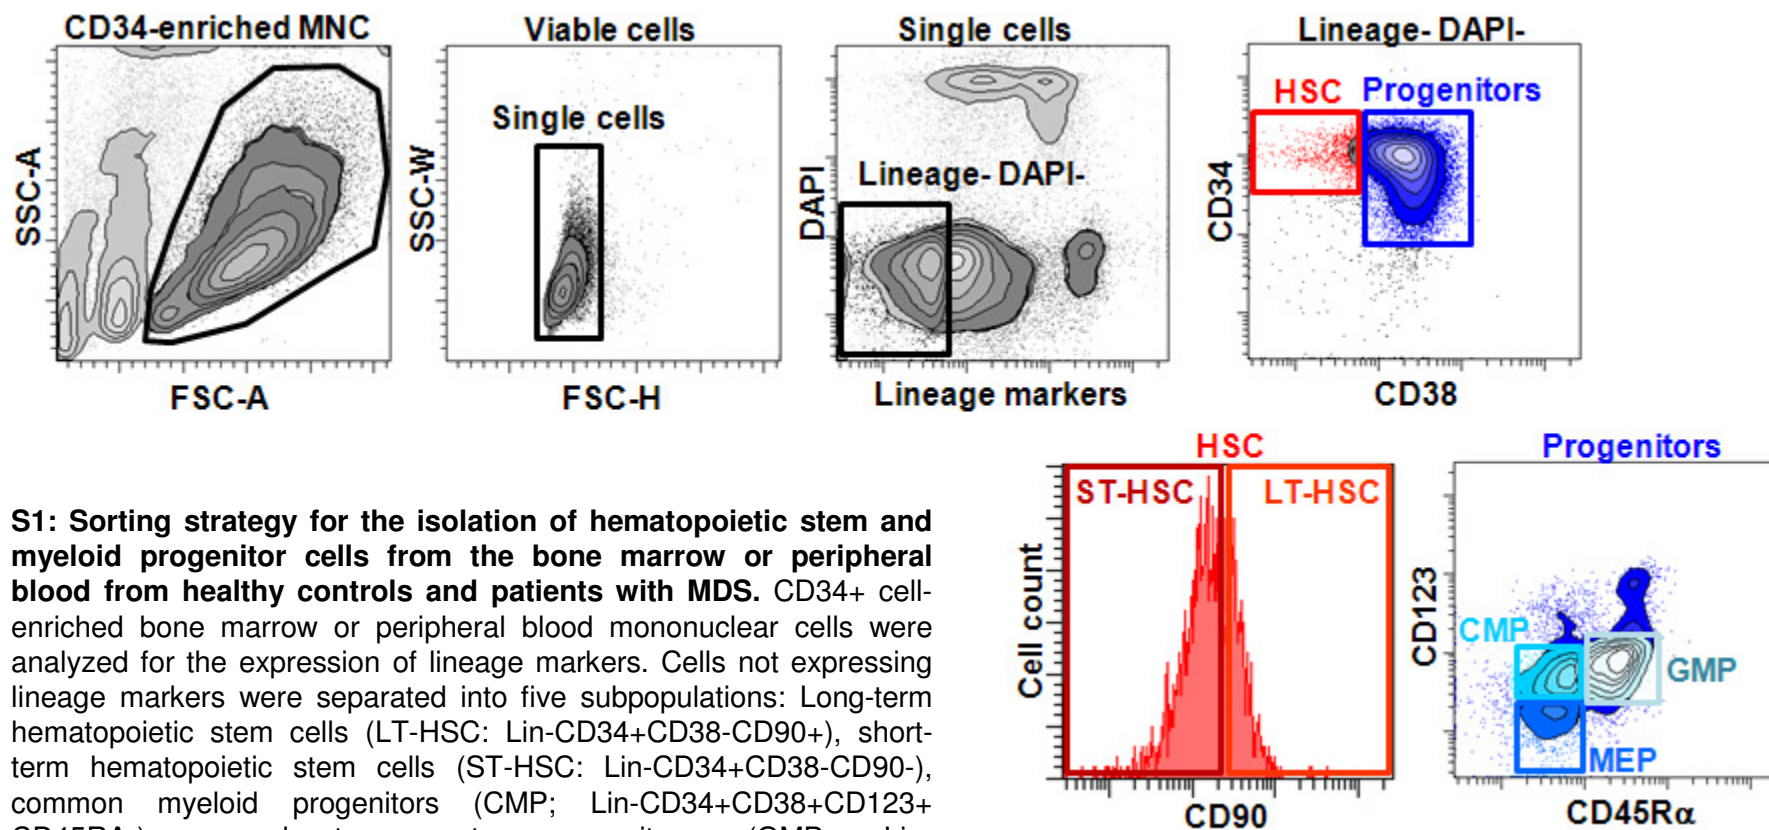 CD34-enriched MNC
Viable cells
Single cells
Lineage- DAPI-
SSC-A
FSC-A
SSC-W
Single cells
FSC-H
DAPI
Lineage- DAPI-
Lineage markers
CD34
HSC
Progenitors
CD38
HSC
ST-HSC
LT-HSC
Cell count
CD90
Progenitors
CD123
CMP
GMP
MEP
CD45Rα
S1: Sorting strategy for the isolation of hematopoietic stem and
myeloid progenitor cells from the bone marrow or peripheral
blood from healthy controls and patients with MDS. CD34+ cell-
enriched bone marrow or peripheral blood mononuclear cells were
analyzed for the expression of lineage markers. Cells not expressing
lineage markers were separated into five subpopulations: Long-term
hematopoietic stem cells (LT-HSC: Lin-CD34+CD38-CD90+), short-
term hematopoietic stem cells (ST-HSC: Lin-CD34+CD38-CD90-),
common myeloid progenitors (CMP; Lin-CD34+CD38+CD123+